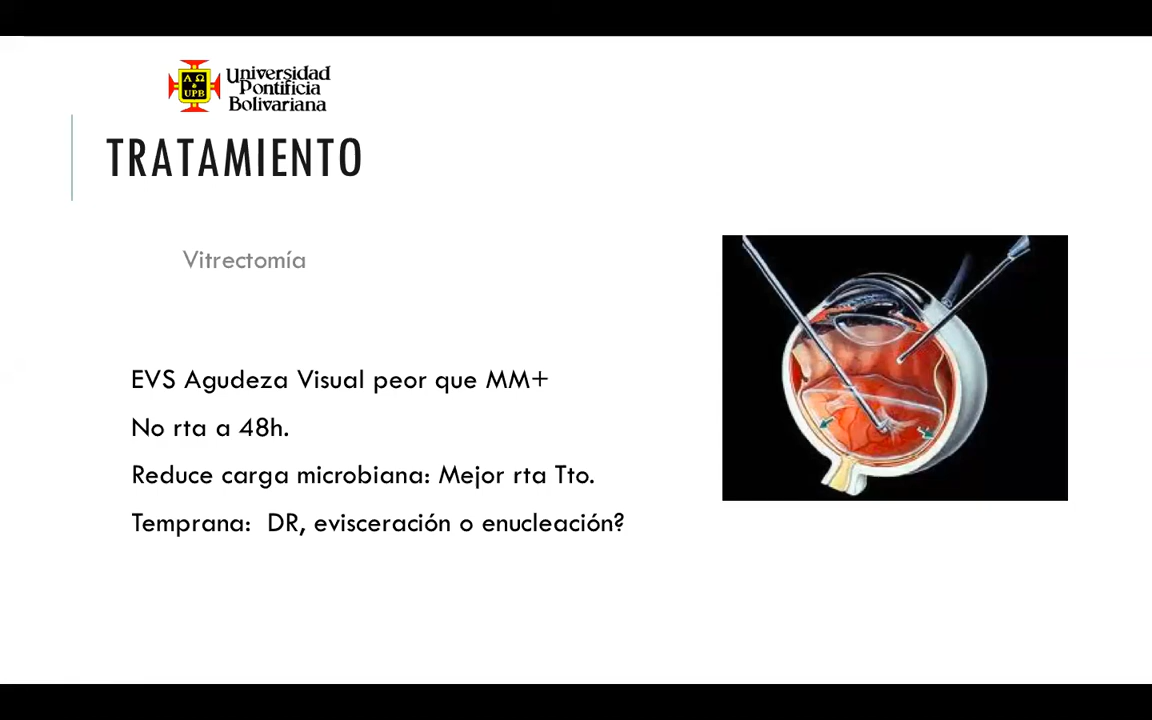 Universidad
Pontificia
Bolivariana
Α Ω
UPB
TRATAMIENTO
Vitrectomía
EVS Agudeza Visual peor que MM+
No rta a 48h.
Reduce carga microbiana: Mejor rta Tto.
Temprana: DR, evisceración o enucleación?